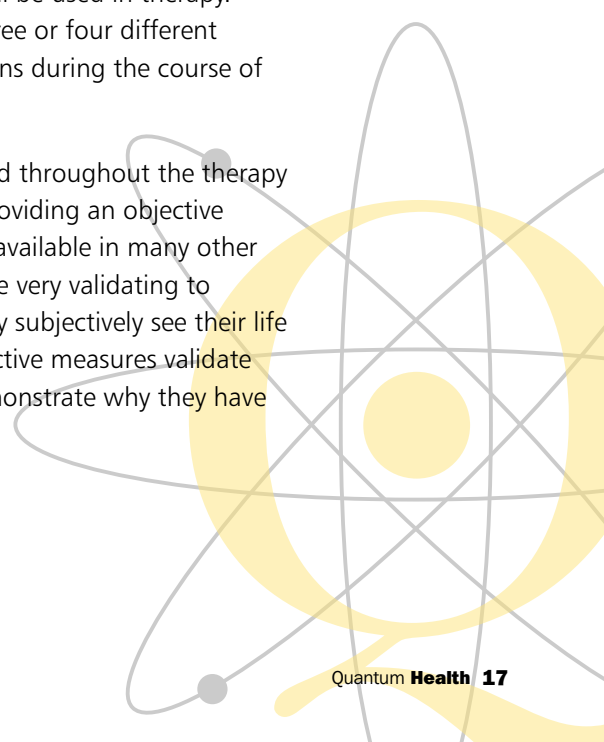 be used in therapy.
ree or four different
ns during the course of
d throughout the therapy
oviding an objective
available in many other
e very validating to
y subjectively see their life
ctive measures validate
onstrate why they have
Q
Quantum Health 17